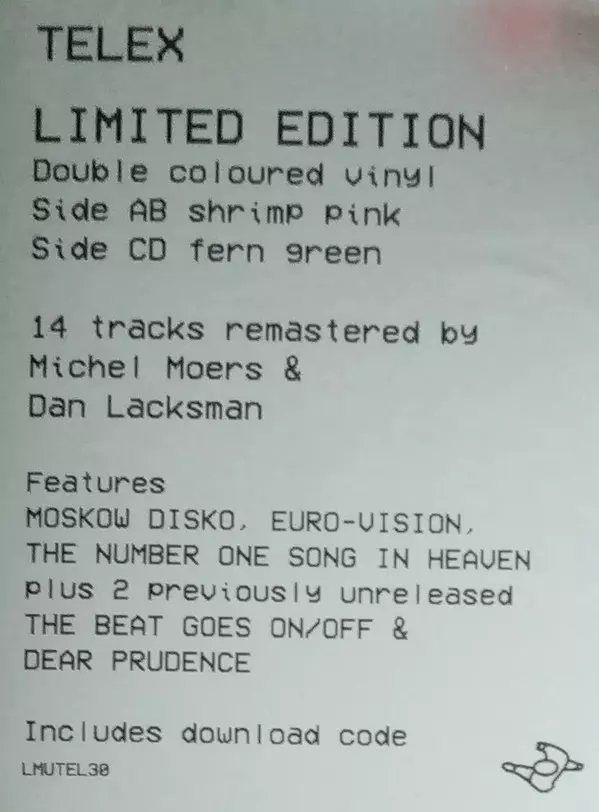 TELEX
LIMITED EDITION
Double coloured vinyl
Side AB shrimp pink
Side CD fern green
14 tracks remastered by
Michel Moers &
Dan Lacksman
Features
MOSKOW DISKO, EURO-VISION,
THE NUMBER ONE SONG IN HEAVEN
plus 2 previously unreleased
THE BEAT GOES ON/OFF &
DEAR PRUDENCE
Includes download code
LMUTEL30